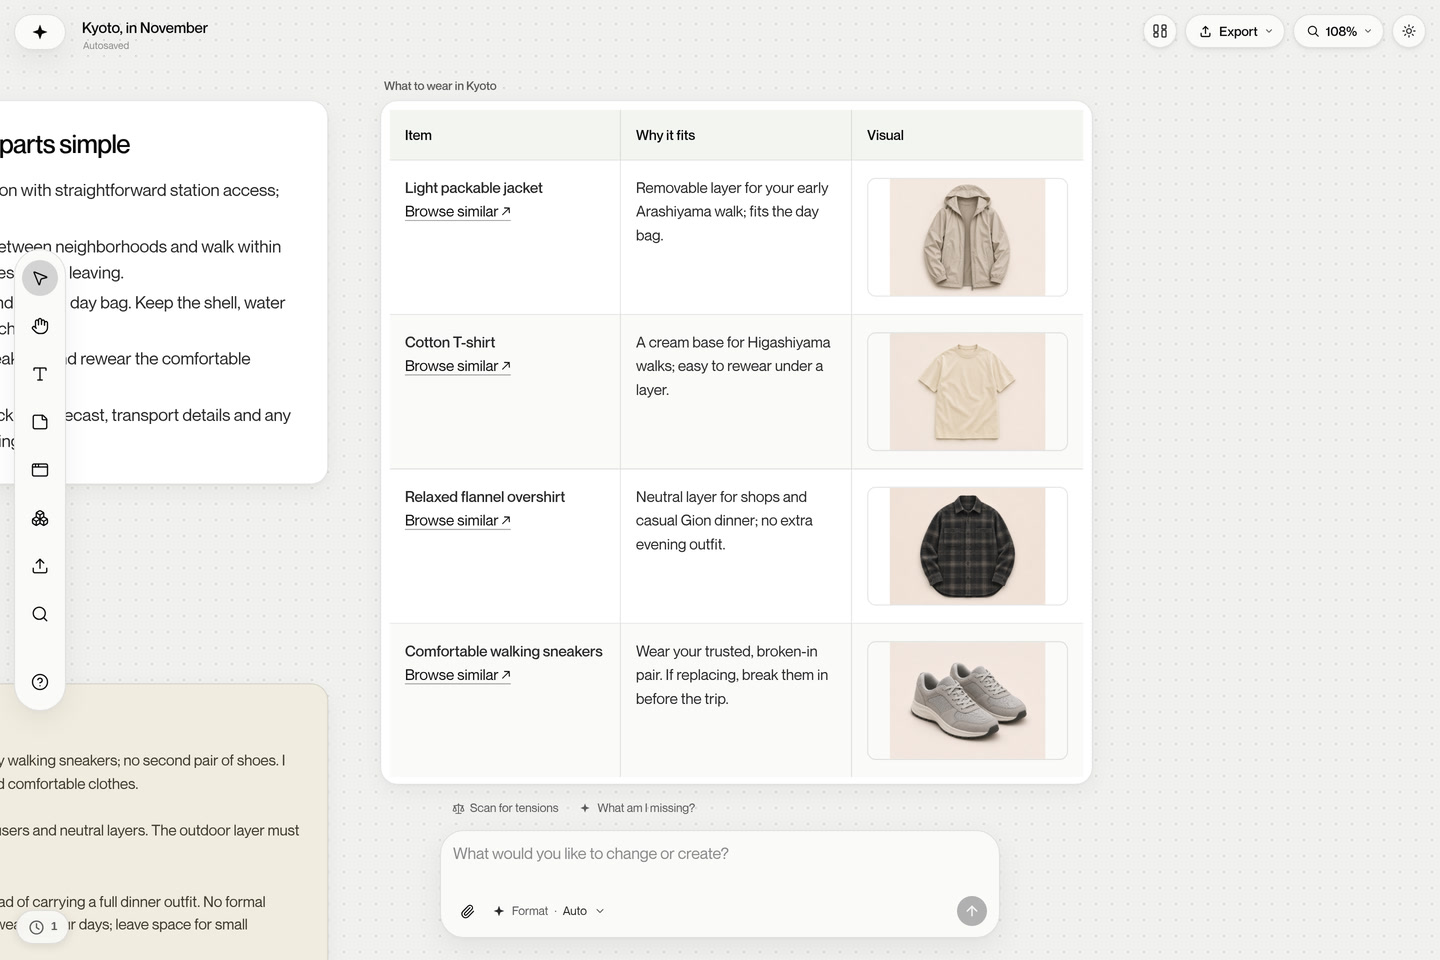 Kyoto, in November
Autosaved
Export
108%
parts simple
on with straightforward station access;
between neighborhoods and walk within
leaving.
day bag. Keep the shell, water
nd rewear the comfortable
ecast, transport details and any
What to wear in Kyoto
Item
Why it fits
Visual
Light packable jacket
Browse similar ↗
Removable layer for your early
Arashiyama walk; fits the day
bag.
Cotton T-shirt
Browse similar ↗
A cream base for Higashiyama
walks; easy to rewear under a
layer.
Relaxed flannel overshirt
Browse similar ↗
Neutral layer for shops and
casual Gion dinner; no extra
evening outfit.
Comfortable walking sneakers
Browse similar ↗
Wear your trusted, broken-in
pair. If replacing, break them in
before the trip.
y walking sneakers; no second pair of shoes. I
d comfortable clothes.
users and neutral layers. The outdoor layer must
ad of carrying a full dinner outfit. No formal
r days; leave space for small
1
Scan for tensions
What am I missing?
What would you like to change or create?
Format · Auto